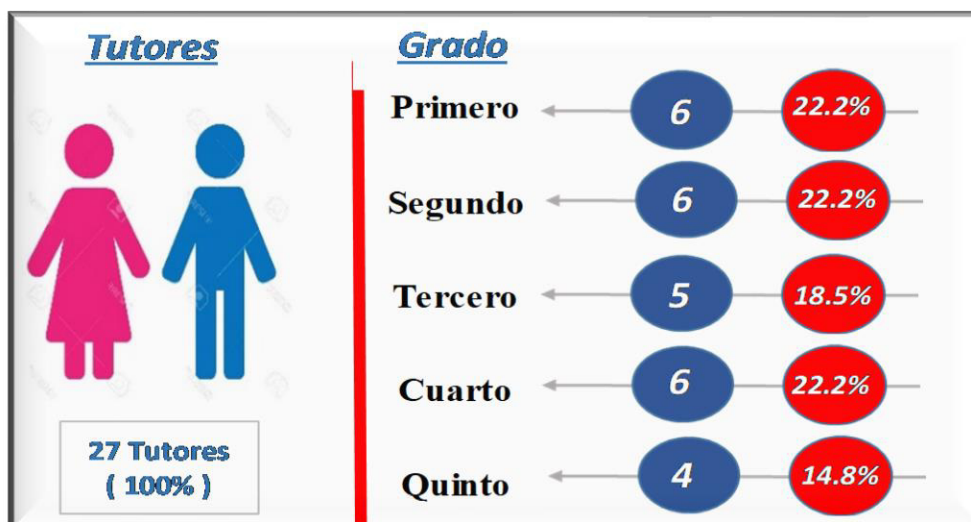 Tutores
27 Tutores
( 100% )
Grado
Primero 6 22.2%
Segundo 6 22.2%
Tercero 5 18.5%
Cuarto 6 22.2%
Quinto 4 14.8%